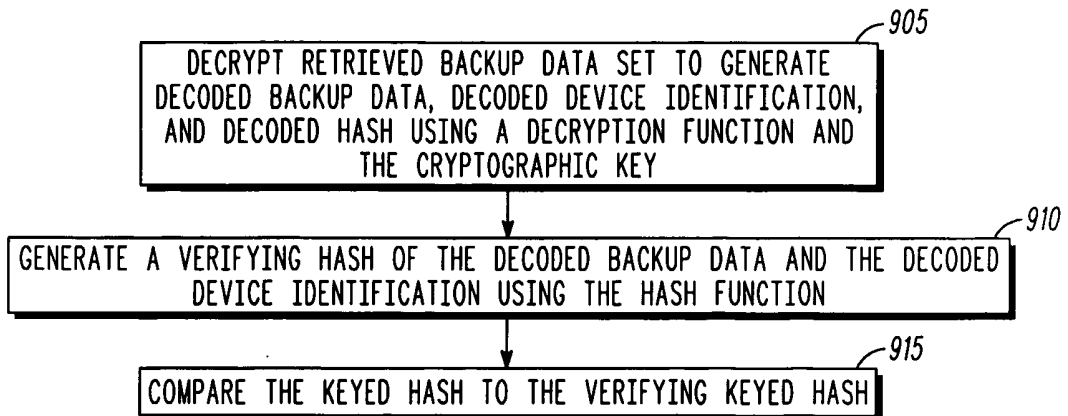 905
DECRYPT RETRIEVED BACKUP DATA SET TO GENERATE
DECODED BACKUP DATA, DECODED DEVICE IDENTIFICATION,
AND DECODED HASH USING A DECRYPTION FUNCTION AND
THE CRYPTOGRAPHIC KEY
910
GENERATE A VERIFYING HASH OF THE DECODED BACKUP DATA AND THE DECODED
DEVICE IDENTIFICATION USING THE HASH FUNCTION
915
COMPARE THE KEYED HASH TO THE VERIFYING KEYED HASH